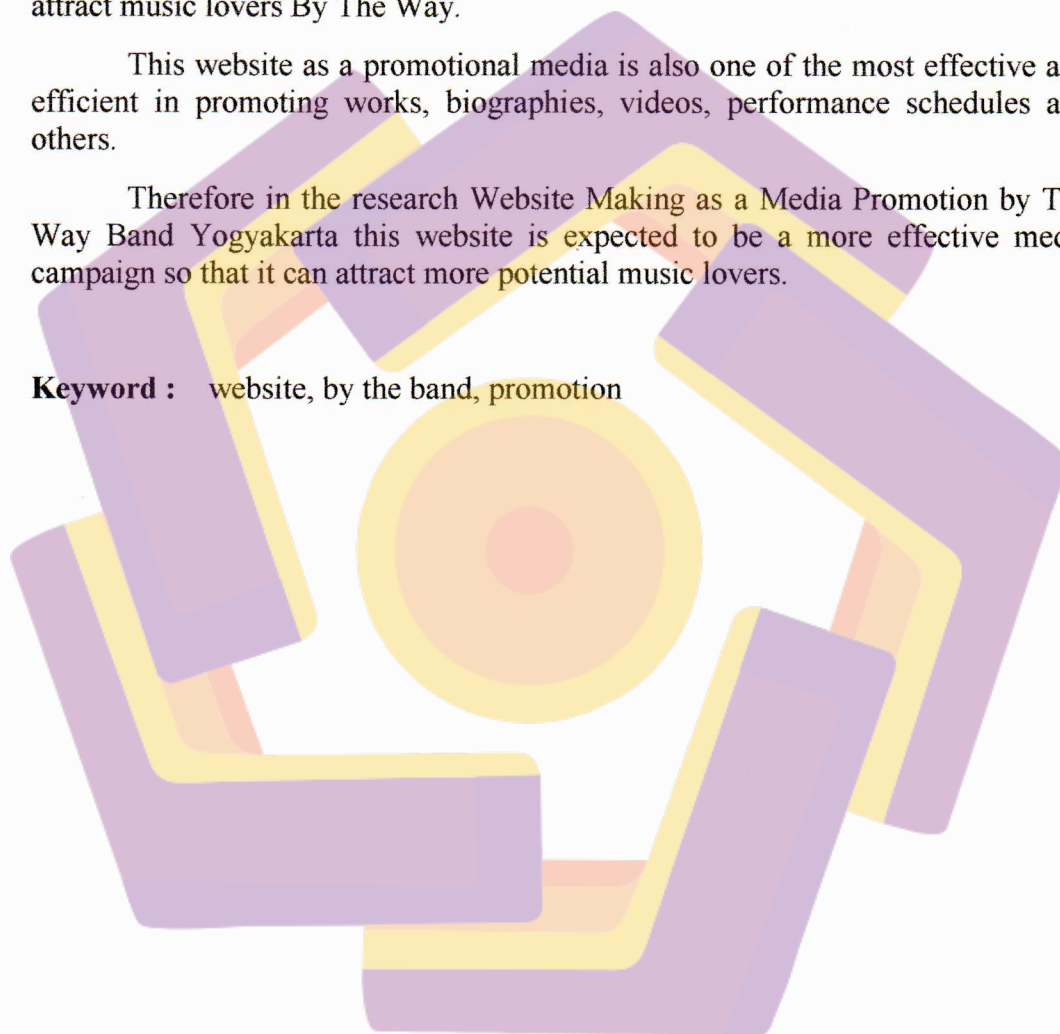 attract music lovers By The Way.
This website as a promotional media is also one of the most effective a
efficient in promoting works, biographies, videos, performance schedules a
others.
Therefore in the research Website Making as a Media Promotion by T
Way Band Yogyakarta this website is expected to be a more effective med
campaign so that it can attract more potential music lovers.
Keyword : website, by the band, promotion